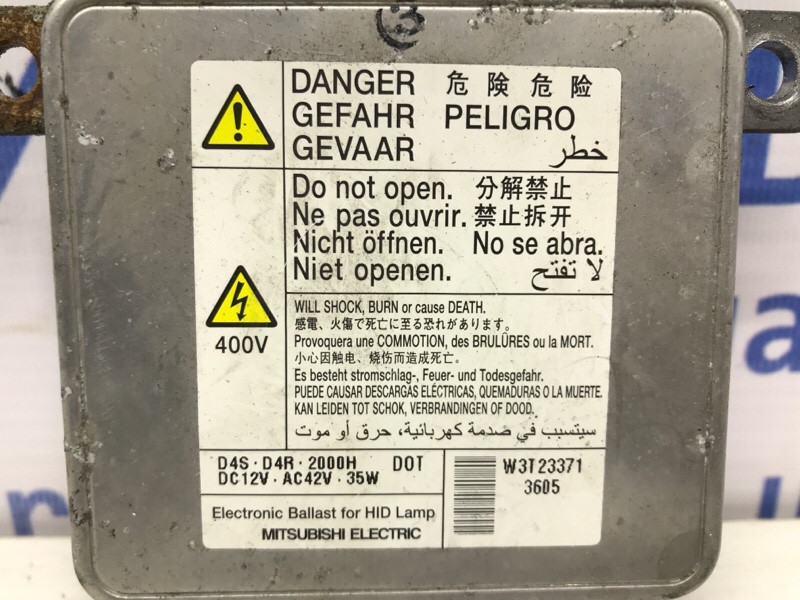 3
DANGER 危険 危险
GEFAHR PELIGRO
GEVAAR خطر
Do not open. 分解禁止
Ne pas ouvrir. 禁止拆开
Nicht öffnen. No se abra.
Niet openen. لا تفتح
400V
WILL SHOCK, BURN or cause DEATH.
感電、火傷で死亡に至る恐れがあります。
Provoquera une COMMOTION, des BRULÛRES ou la MORT.
小心因触电、烧伤而造成死亡。
Es besteht stromschlag-, Feuer- und Todesgefahr.
PUEDE CAUSAR DESCARGAS ELÉCTRICAS, QUEMADURAS O LA MUERTE.
KAN LEIDEN TOT SCHOK, VERBRANDINGEN OF DOOD.
سيتسبب في صدمة كهربائية، حرق أو موت
D4S · D4R · 2000H DOT
DC12V · AC42V · 35W
W3T23371
3605
Electronic Ballast for HID Lamp
MITSUBISHI ELECTRIC